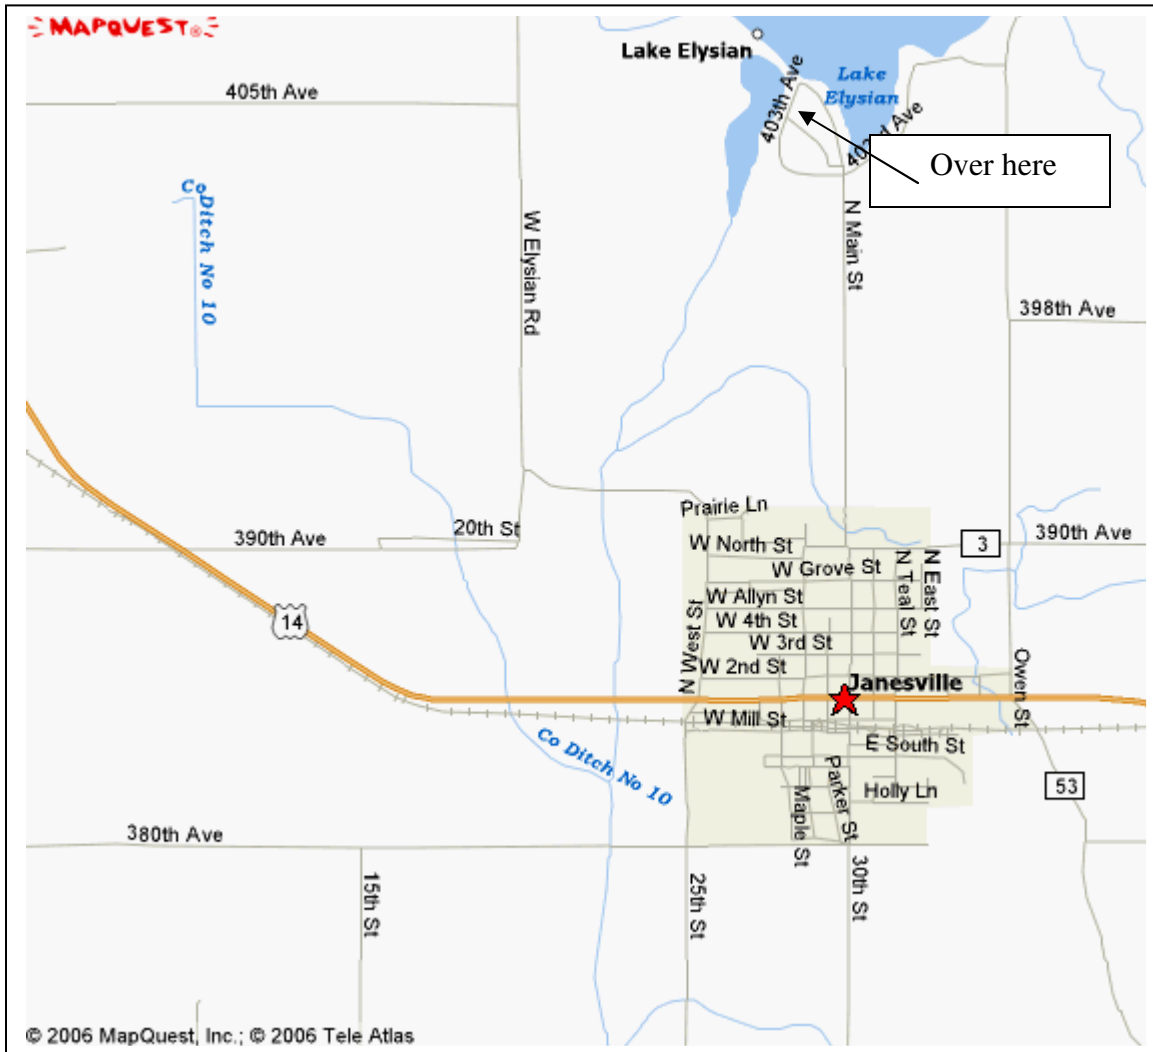 MAPQUEST®
Lake Elysian
Lake
Elysian
405th Ave
403th Ave
Over here
Co Ditch No 10
W Elysian Rd
N Main St
398th Ave
Prairie Ln
20th St
390th Ave
W North St
3
390th Ave
W Grove St
N Teal St
N East St
W Allyn St
14
W 4th St
N West St
W 3rd St
W 2nd St
Owen St
Janesville
W Mill St
E South St
Co Ditch No 10
Parker St
Holly Ln
53
Maple St
380th Ave
15th St
25th St
30th St
© 2006 MapQuest, Inc.; © 2006 Tele Atlas